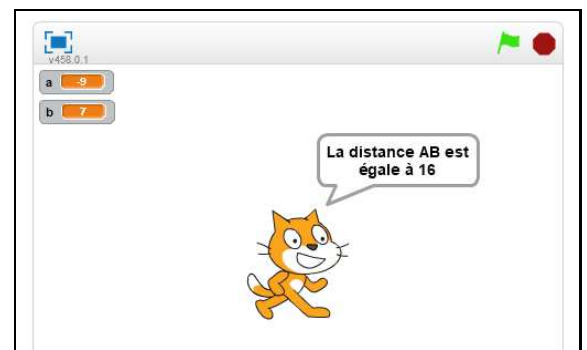 v458.0.1
a -9
b 7
La distance AB est
égale à 16